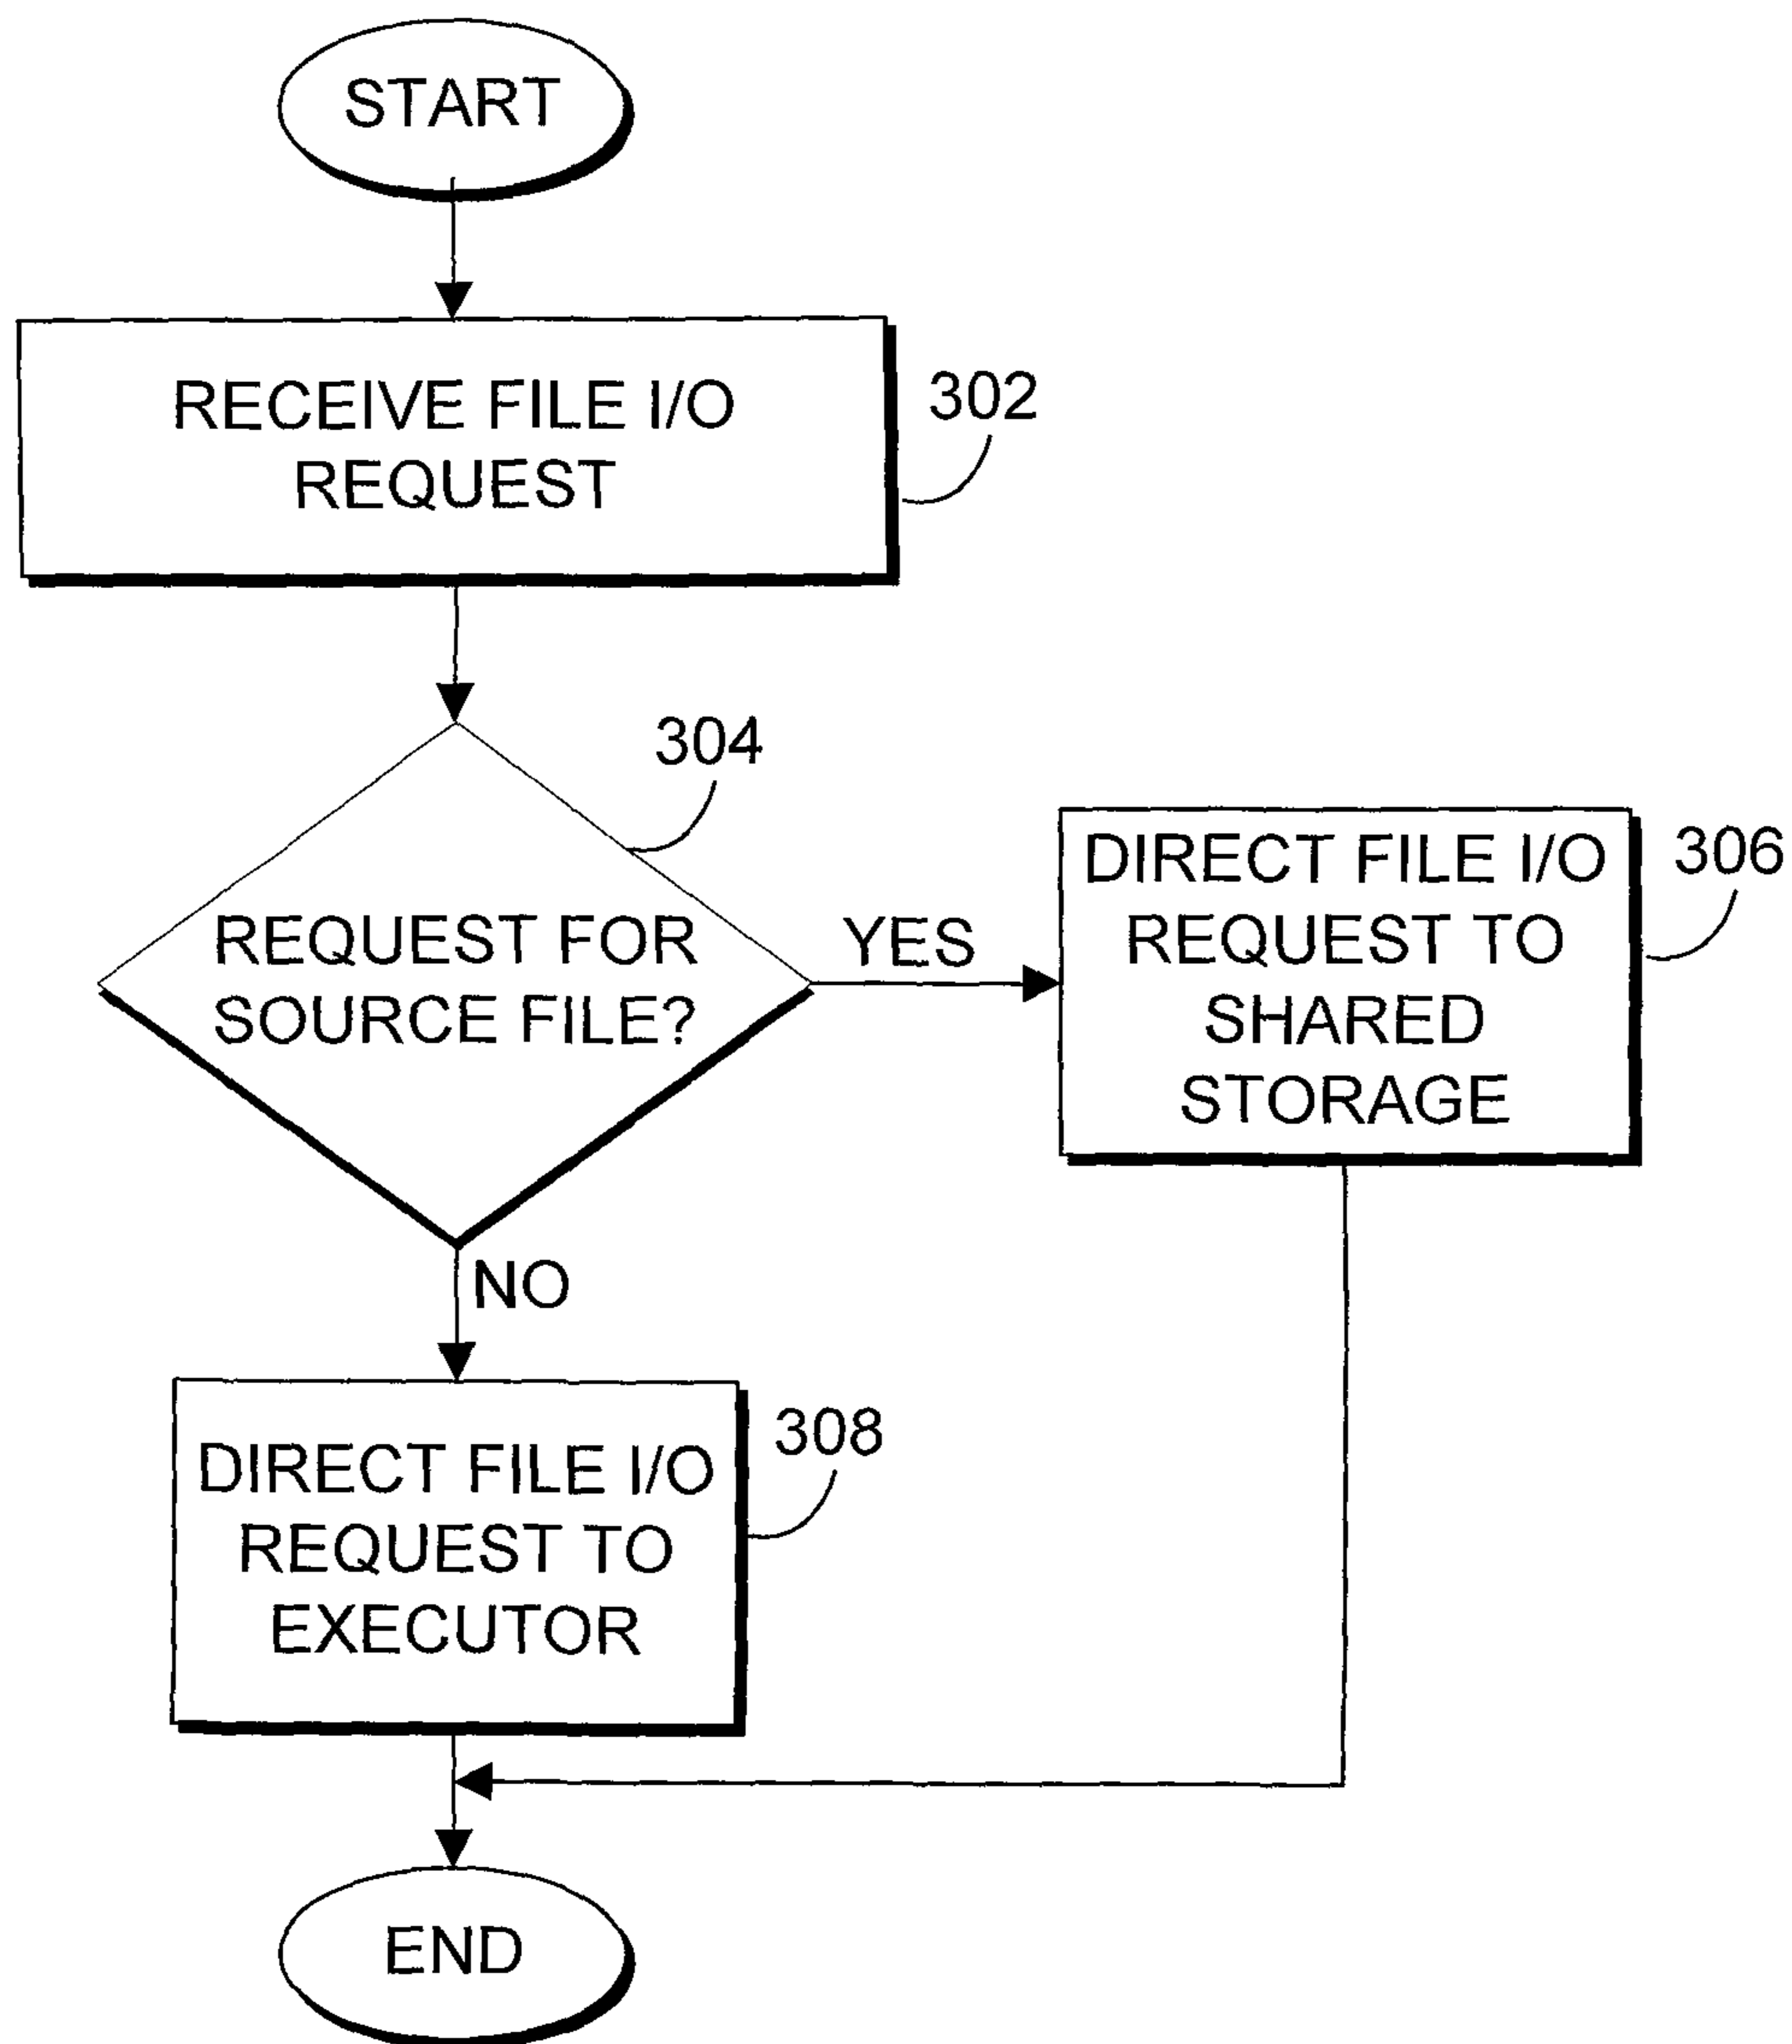 START
RECEIVE FILE I/O
REQUEST
302
304
REQUEST FOR
SOURCE FILE?
YES
DIRECT FILE I/O
REQUEST TO
SHARED
STORAGE
306
NO
DIRECT FILE I/O
REQUEST TO
EXECUTOR
308
END